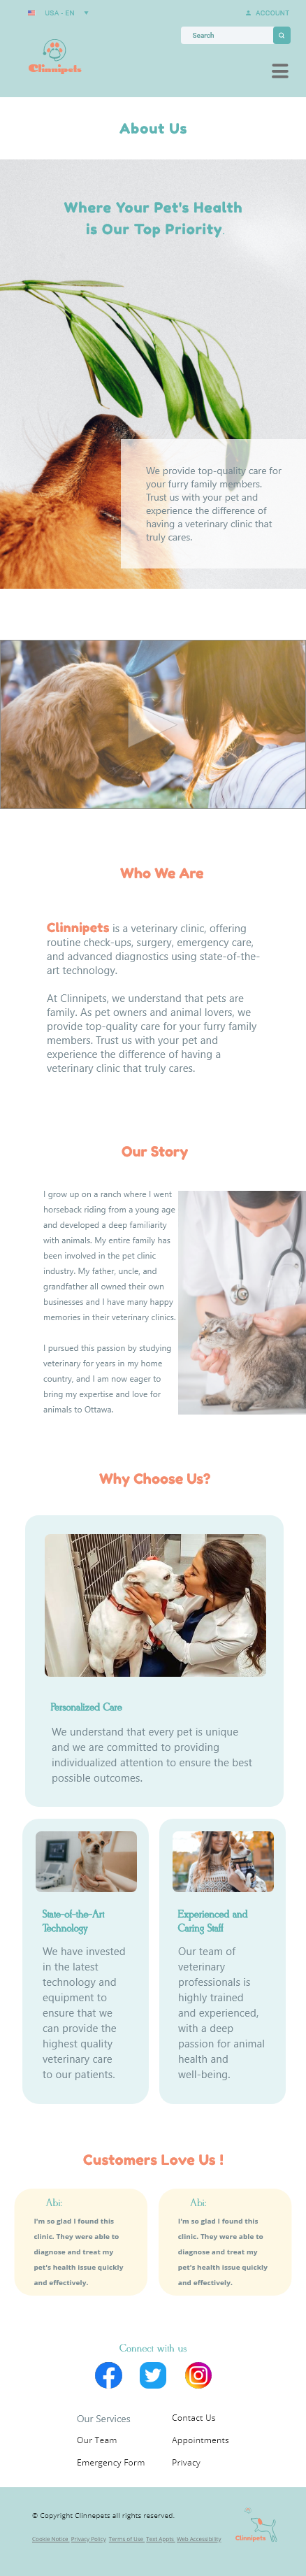 USA - EN
ACCOUNT
Search
Clinnipets
About Us
Where Your Pet's Health
is Our Top Priority.
We provide top-quality care for
your furry family members.
Trust us with your pet and
experience the difference of
having a veterinary clinic that
truly cares.
Who We Are
Clinnipets is a veterinary clinic, offering
routine check-ups, surgery, emergency care,
and advanced diagnostics using state-of-the-
art technology.
At Clinnipets, we understand that pets are
family. As pet owners and animal lovers, we
provide top-quality care for your furry family
members. Trust us with your pet and
experience the difference of having a
veterinary clinic that truly cares.
Our Story
I grow up on a ranch where I went
horseback riding from a young age
and developed a deep familiarity
with animals. My entire family has
been involved in the pet clinic
industry. My father, uncle, and
grandfather all owned their own
businesses and I have many happy
memories in their veterinary clinics.
I pursued this passion by studying
veterinary for years in my home
country, and I am now eager to
bring my expertise and love for
animals to Ottawa.
Why Choose Us?
Personalized Care
We understand that every pet is unique
and we are committed to providing
individualized attention to ensure the best
possible outcomes.
State-of-the-Art
Technology
We have invested
in the latest
technology and
equipment to
ensure that we
can provide the
highest quality
veterinary care
to our patients.
Experienced and
Caring Staff
Our team of
veterinary
professionals is
highly trained
and experienced,
with a deep
passion for animal
health and
well-being.
Customers Love Us !
Abi:
I'm so glad I found this
clinic. They were able to
diagnose and treat my
pet's health issue quickly
and effectively.
Abi:
I'm so glad I found this
clinic. They were able to
diagnose and treat my
pet's health issue quickly
and effectively.
Connect with us
Our Services
Contact Us
Our Team
Appointments
Emergency Form
Privacy
© Copyright Clinnepets all rights reserved.
Cookie Notice Privacy Policy Terms of Use Text Appts Web Accessibility
Clinnipets